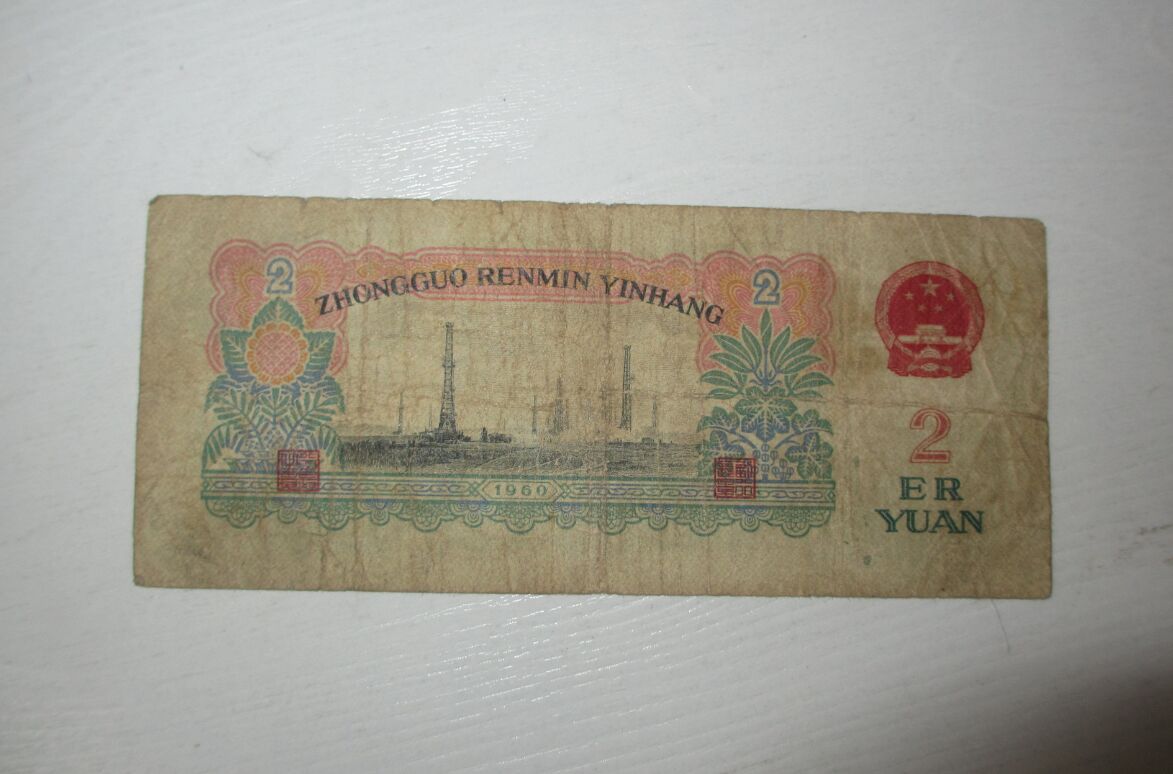 2
ZHONGGUO RENMIN YINHANG
2
1960
2
ER
YUAN